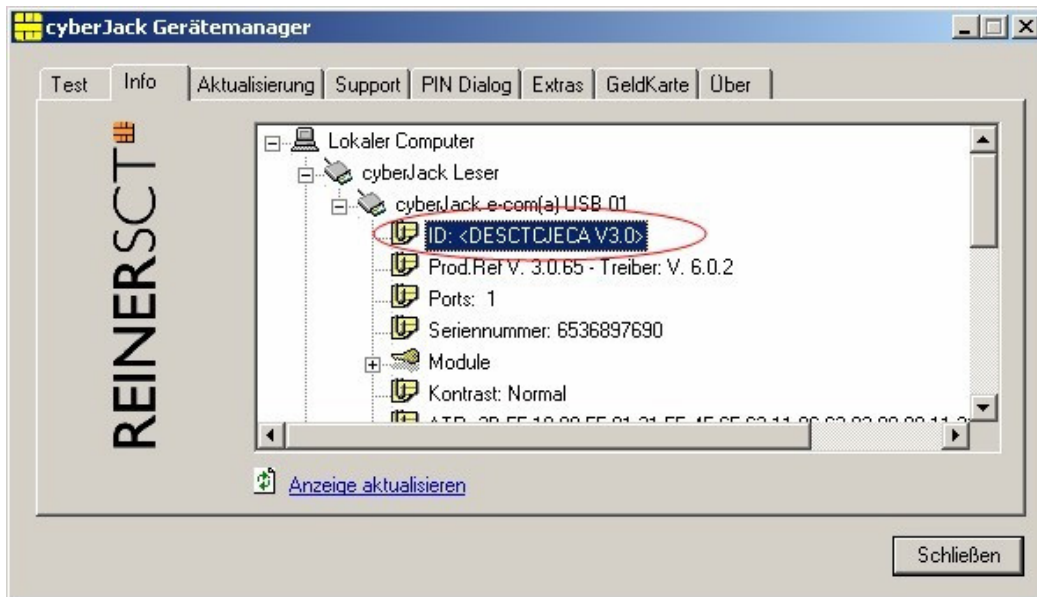 cyberJack Gerätemanager
Test Info Aktualisierung Support PIN Dialog Extras GeldKarte Über
REINERSCT
Lokaler Computer
cyberJack Leser
cyberJack e-com(a) USB 01
ID: <DESCTCJECA V3.0>
Prod.Ref V. 3.0.65 - Treiber: V. 6.0.2
Ports: 1
Seriennummer: 6536897690
Module
Kontrast: Normal
Anzeige aktualisieren
Schließen